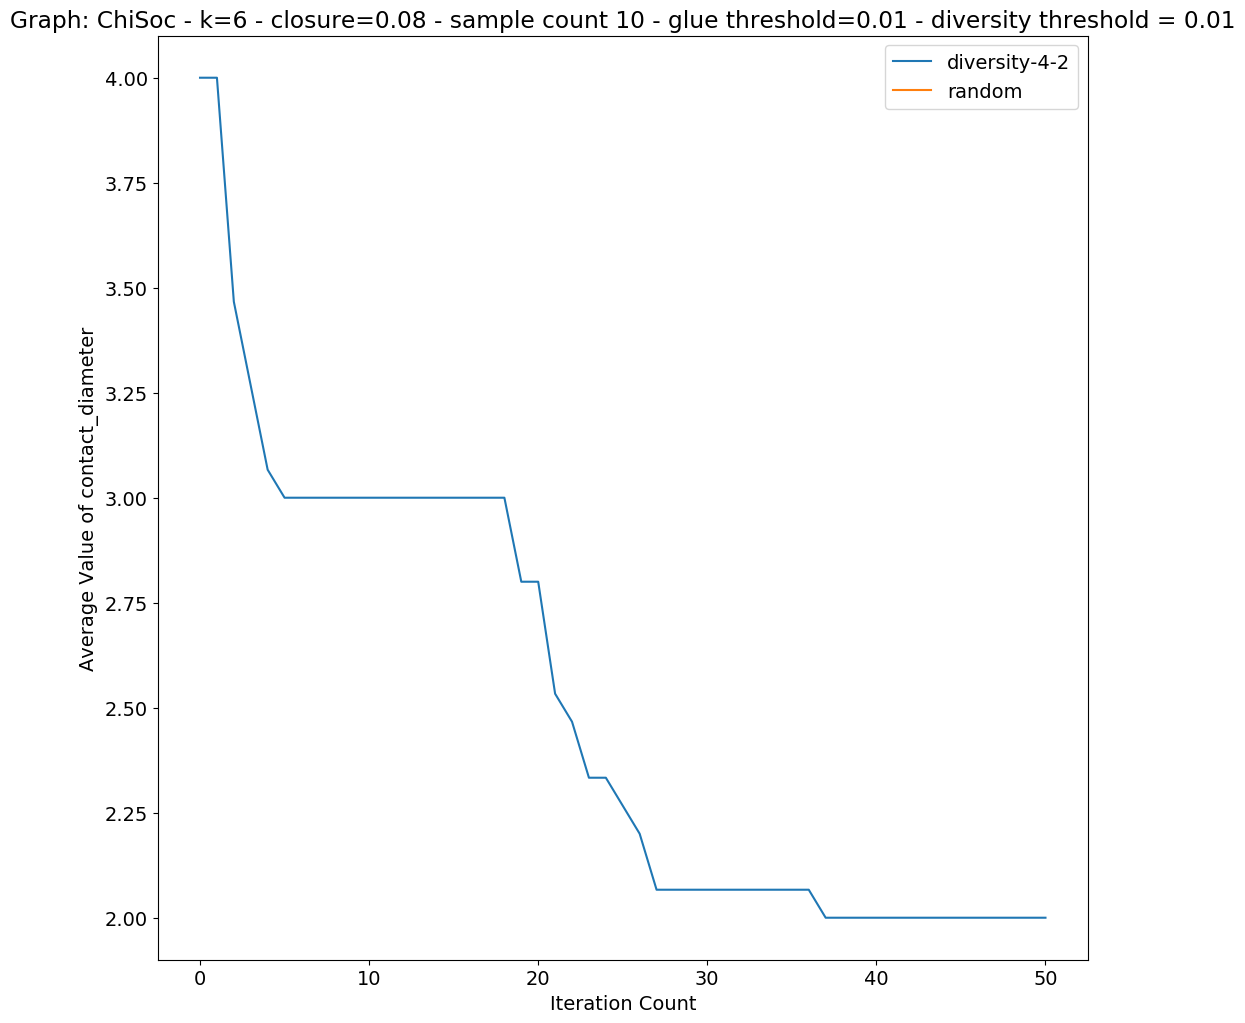 Graph: ChiSoc - k=6 - closure=0.08 - sample count 10 - glue threshold=0.01 - diversity threshold = 0.01
diversity-4-2
random
4.00
3.75
3.50
3.25
3.00
2.75
2.50
2.25
2.00
Average Value of contact_diameter
0 10 20 30 40 50
Iteration Count